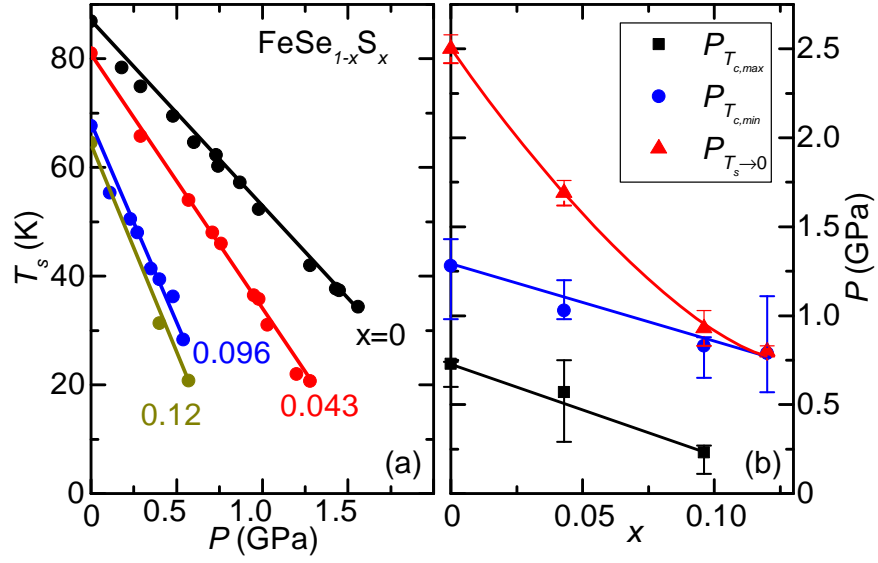 FeSe1-xSx
x=0
0.096
0.12
0.043
(a)
80
60
40
20
0
Ts (K)
0
0.5
1.0
1.5
P (GPa)
PTc,max
PTc,min
PTs→0
(b)
2.5
2.0
1.5
1.0
0.5
0.0
P (GPa)
0
0.05
0.10
x